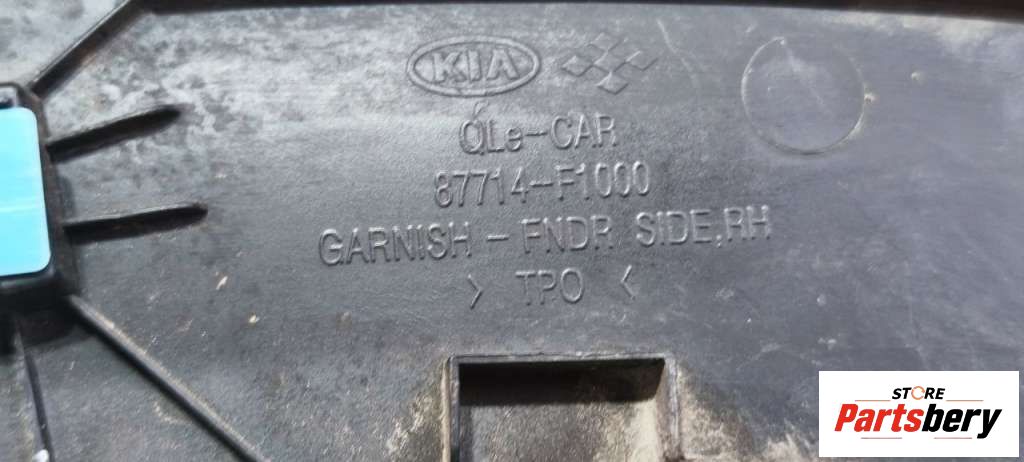 KIA
QLe-CAR
87714-F1000
GARNISH - FNDR SIDE,RH
> TPO <
STORE
Partsbery